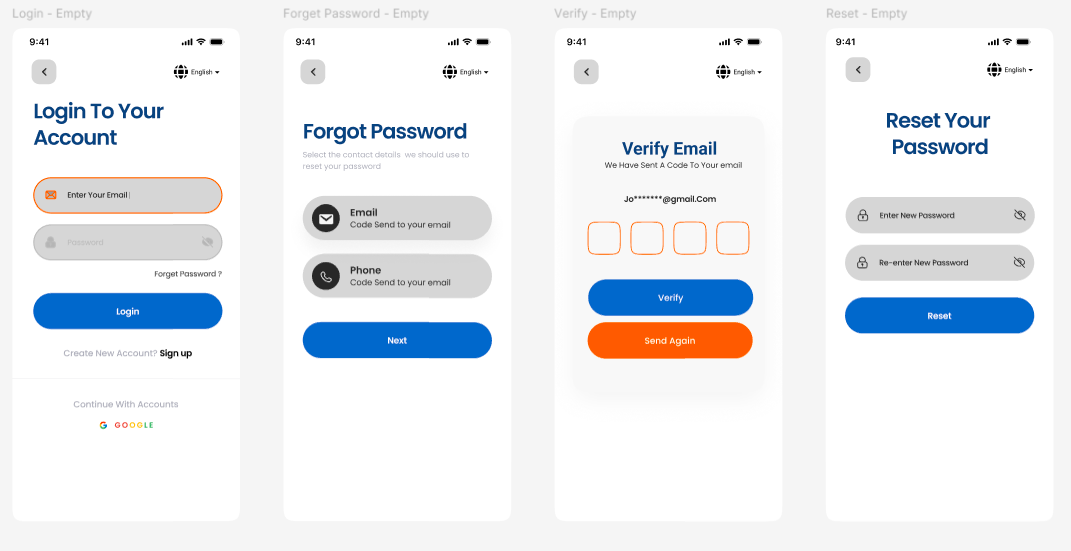 Login - Empty
9:41
English
Login To Your
Account
Enter Your Email
Password
Forget Password ?
Login
Create New Account? Sign up
Continue With Accounts
G GOOGLE
Forget Password - Empty
9:41
English
Forgot Password
Select the contact details we should use to
reset your password
Email
Code Send to your email
Phone
Code Send to your email
Next
Verify - Empty
9:41
English
Verify Email
We Have Sent A Code To Your email
Jo*******@gmail.Com
Verify
Send Again
Reset - Empty
9:41
English
Reset Your
Password
Enter New Password
Re-enter New Password
Reset